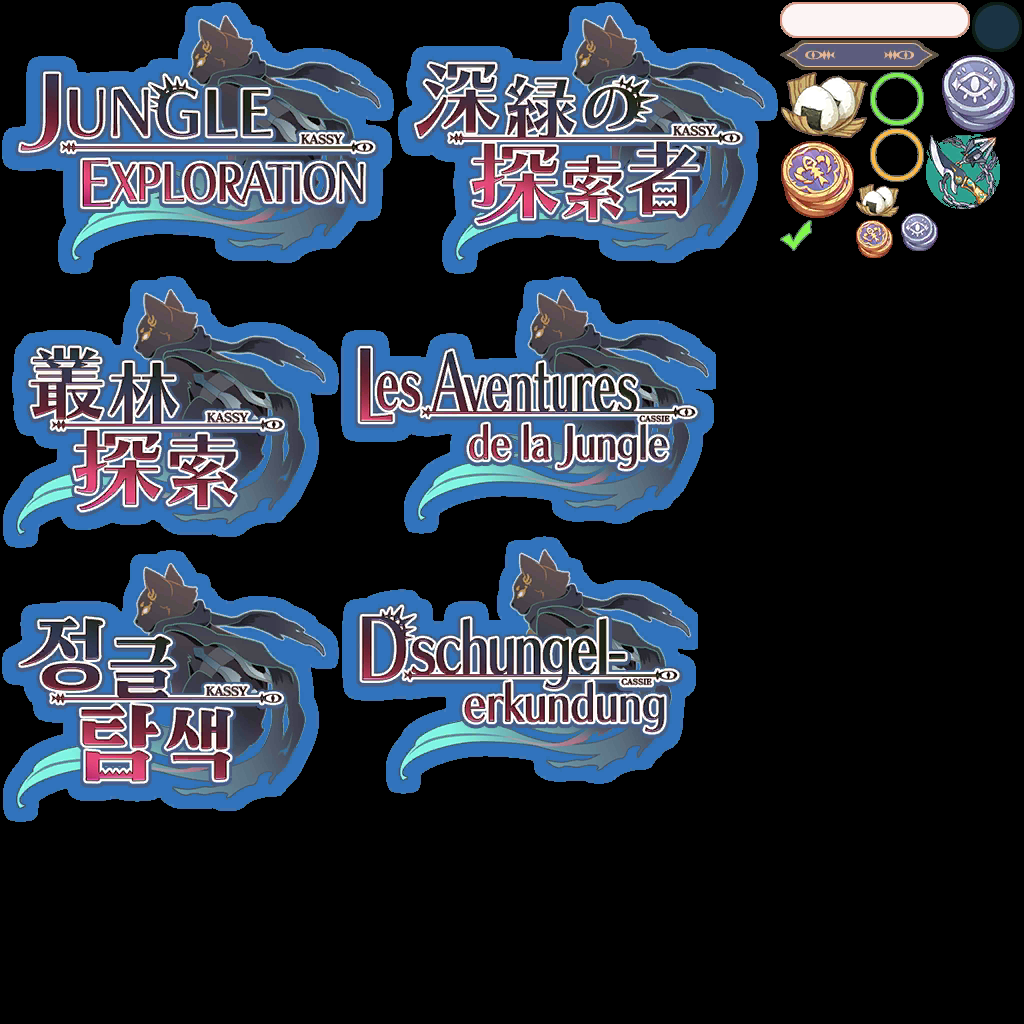 JUNGLE
KASSY
EXPLORATION
深緑の
KASSY
探索者
叢林
KASSY
探索
Les Aventures
CASSIE
de la Jungle
정글
KASSY
탐색
Dschungel-
CASSIE
erkundung